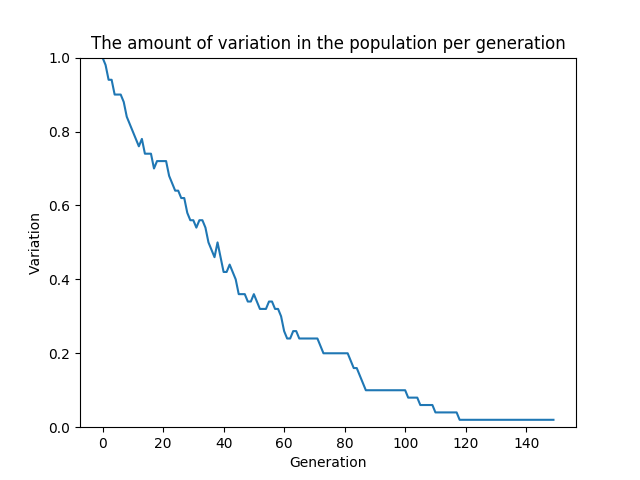 The amount of variation in the population per generation
1.0
0.8
0.6
0.4
0.2
0.0
Variation
0 20 40 60 80 100 120 140
Generation